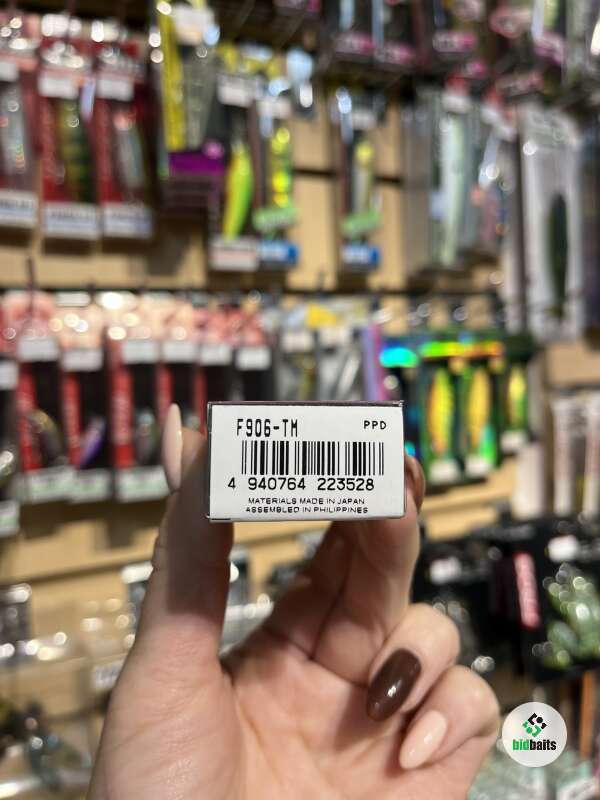 F906-TM PPD
4 940764 223528
MATERIALS MADE IN JAPAN
ASSEMBLED IN PHILIPPINES
bidbaits